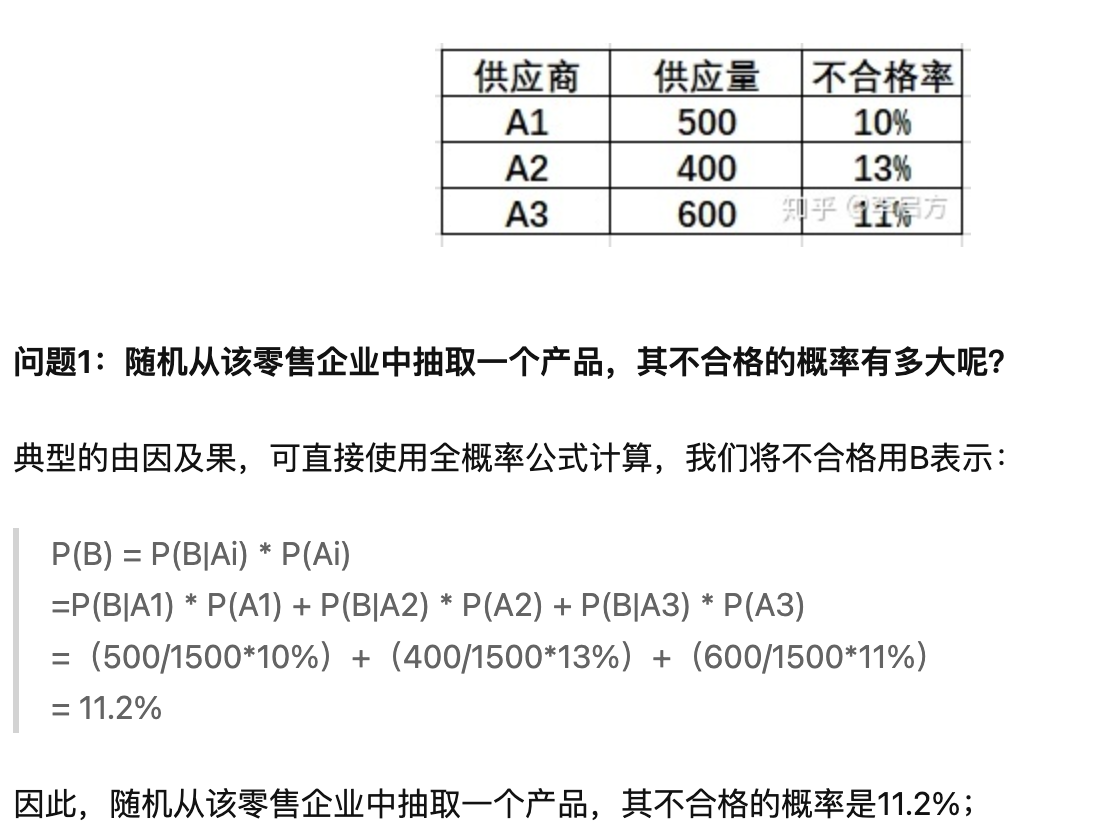 供应商 供应量 不合格率
A1 500 10%
A2 400 13%
A3 600 11%
知乎
问题1：随机从该零售企业中抽取一个产品，其不合格的概率有多大呢?
典型的由因及果，可直接使用全概率公式计算，我们将不合格用B表示：
P(B) = P(B|Ai) * P(Ai)
=P(B|A1) * P(A1) + P(B|A2) * P(A2) + P(B|A3) * P(A3)
=（500/1500*10%）+（400/1500*13%）+（600/1500*11%）
= 11.2%
因此，随机从该零售企业中抽取一个产品，其不合格的概率是11.2%；